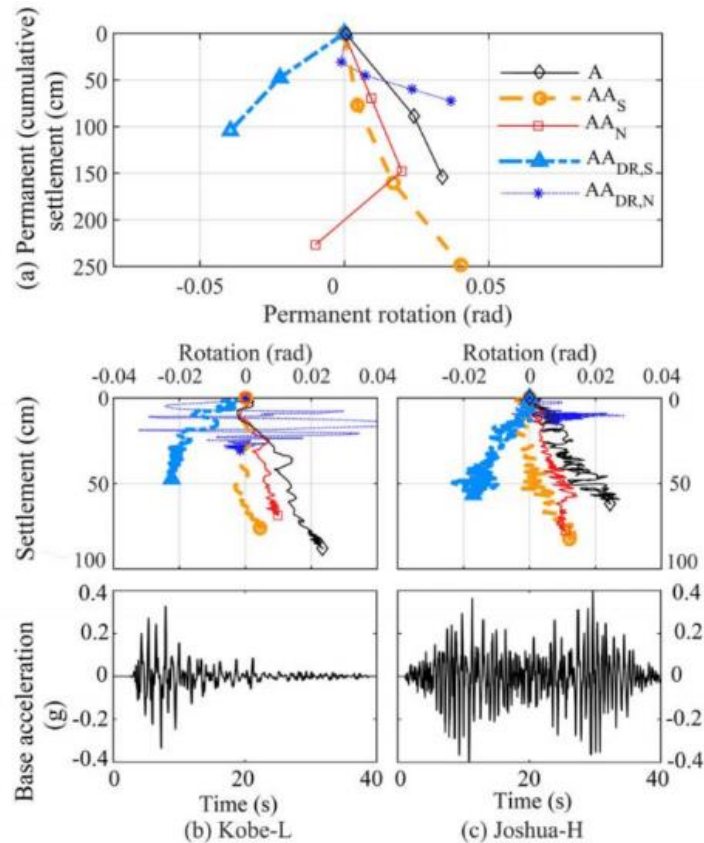 (a) Permanent (cumulative)
settlement (cm)
0
50
100
150
200
250
A
AA_S
AA_N
AA_DR,S
AA_DR,N
-0.05 0 0.05
Permanent rotation (rad)
Rotation (rad) Rotation (rad)
-0.04 -0.02 0 0.02 0.04 -0.04 -0.02 0 0.02 0.04
Settlement (cm)
0 0
50 50
100 100
Base acceleration
(g)
0.4 0.4
0.2 0.2
0 0
-0.2 -0.2
-0.4 -0.4
0 20 40 0 20 40
Time (s) Time (s)
(b) Kobe-L (c) Joshua-H